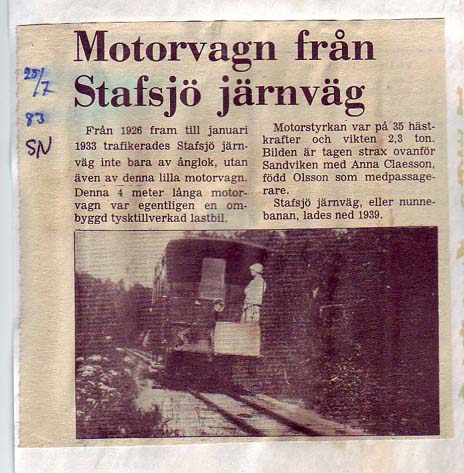 Motorvagn från
Stafsjö järnväg
28/7
83
SN
Från 1926 fram till januari
1933 trafikerades Stafsjö järn-
väg inte bara av ånglok, utan
även av denna lilla motorvagn.
Denna 4 meter långa motor-
vagn var egentligen en om-
byggd tysktillverkad lastbil.
Motorstyrkan var på 35 häst-
krafter och vikten 2,3 ton.
Bilden är tagen strax ovanför
Sandviken med Anna Claesson,
född Olsson som medpassage-
rare.
Stafsjö järnväg, eller nunne-
banan, lades ned 1939.